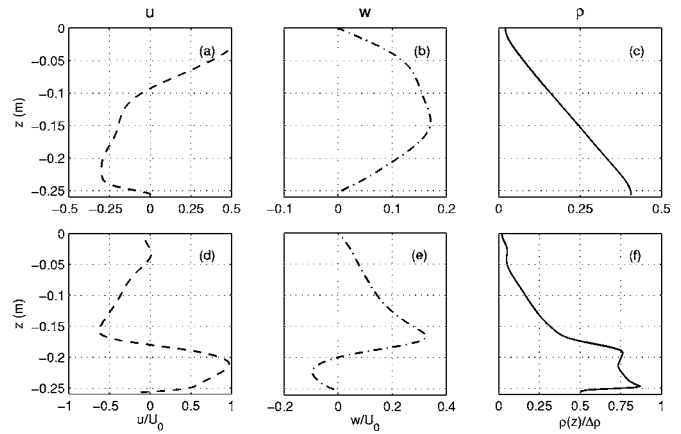 u w ρ
0 (a) (b) (c)
−0.05
−0.1
z (m)
−0.15
−0.2
−0.25
−0.5 −0.25 0 0.25 0.5 −0.1 0 0.1 0.2 0 0.25 0.5
0 (d) (e) (f)
−0.05
−0.1
z (m)
−0.15
−0.2
−0.25
−1 −0.5 0 0.5 1 −0.2 0 0.2 0.4 0 0.25 0.5 0.75 1
u/U₀ w/U₀ ρ(z)/Δρ